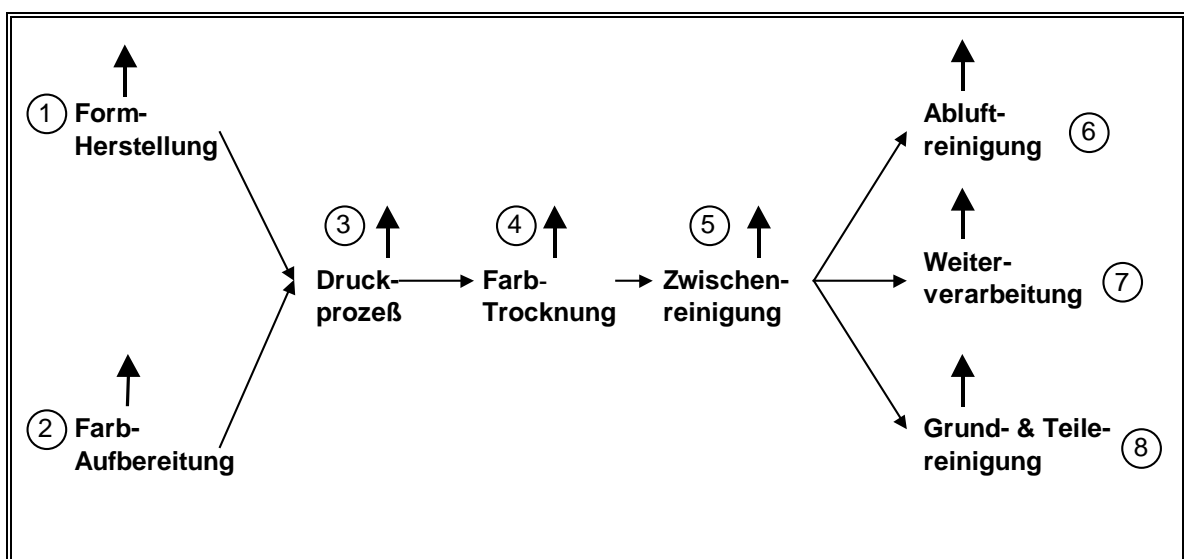 1 Form-
Herstellung
2 Farb-
Aufbereitung
3
Druck-
prozeß
4
Farb-
Trocknung
5
Zwischen-
reinigung
Abluft-
reinigung 6
Weiter-
verarbeitung 7
Grund- & Teile-
reinigung 8